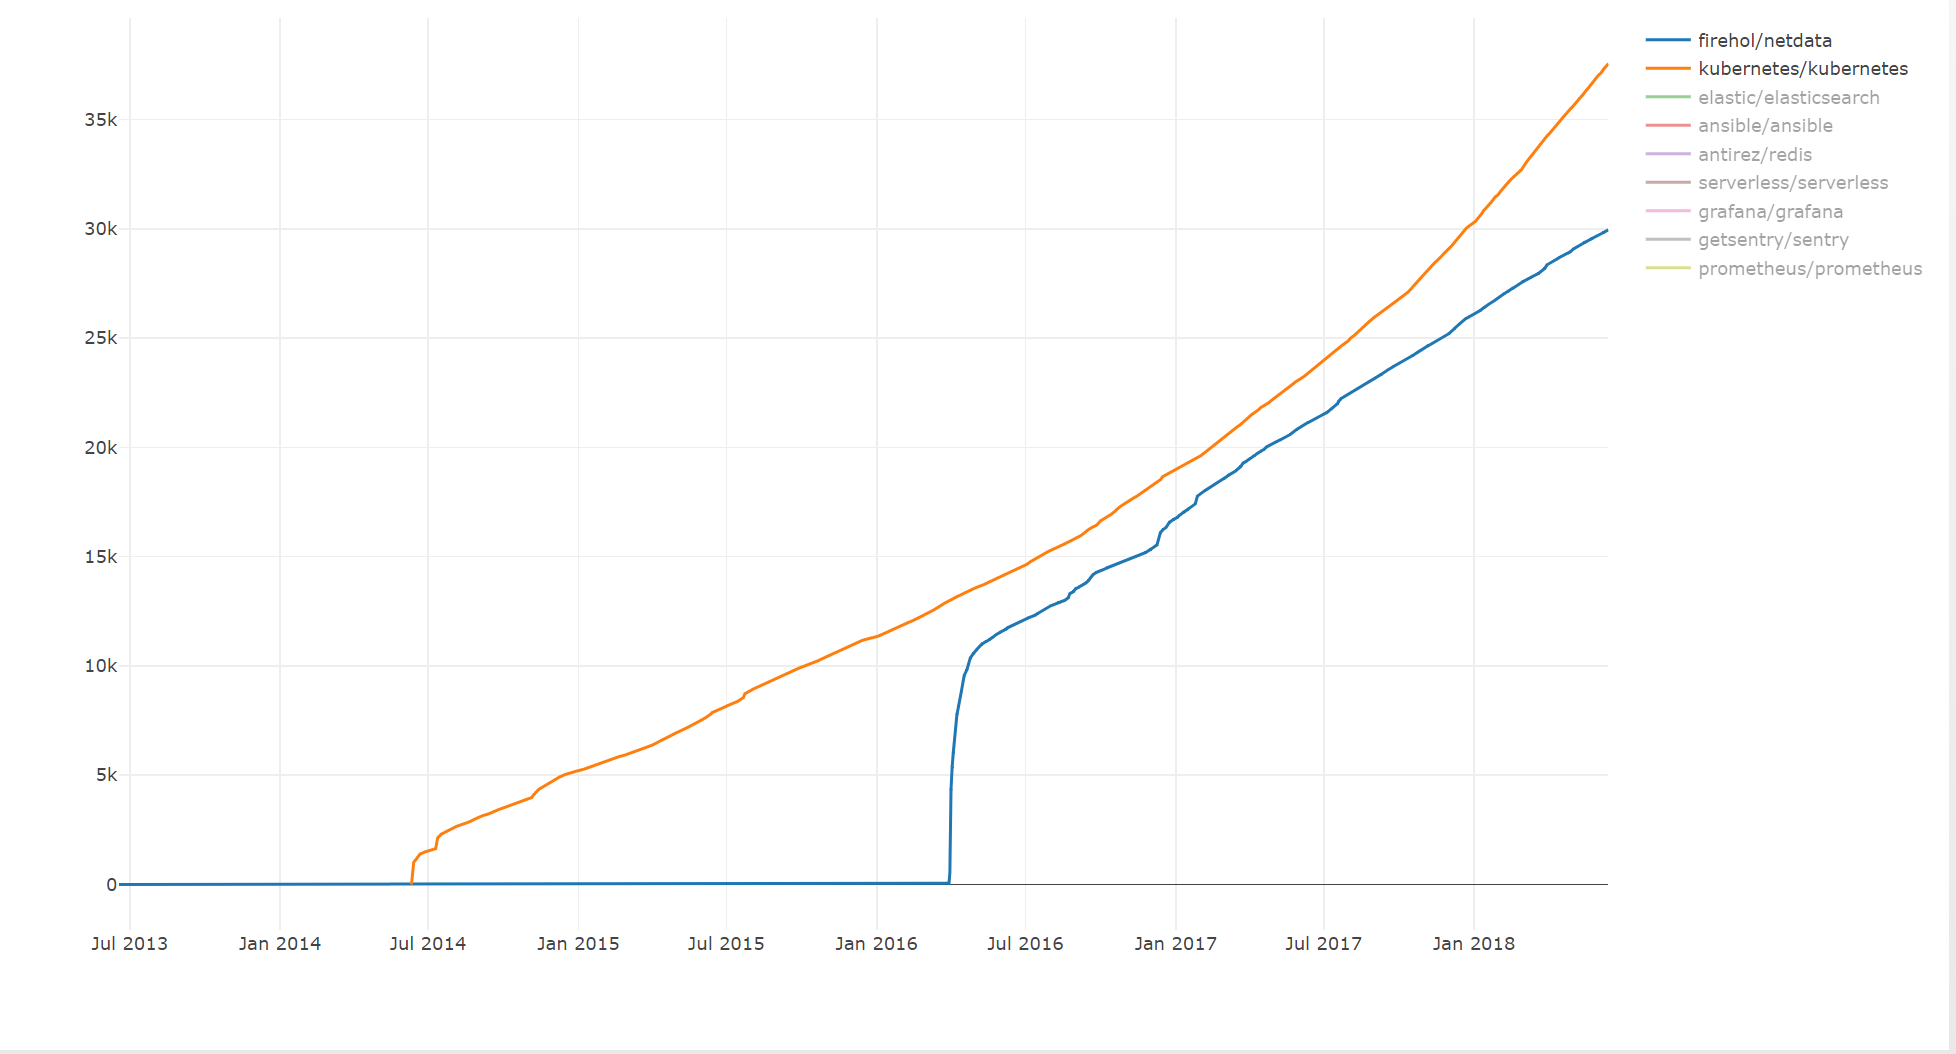 35k
30k
25k
20k
15k
10k
5k
0
Jul 2013
Jan 2014
Jul 2014
Jan 2015
Jul 2015
Jan 2016
Jul 2016
Jan 2017
Jul 2017
Jan 2018
firehol/netdata
kubernetes/kubernetes
elastic/elasticsearch
ansible/ansible
antirez/redis
serverless/serverless
grafana/grafana
getsentry/sentry
prometheus/prometheus